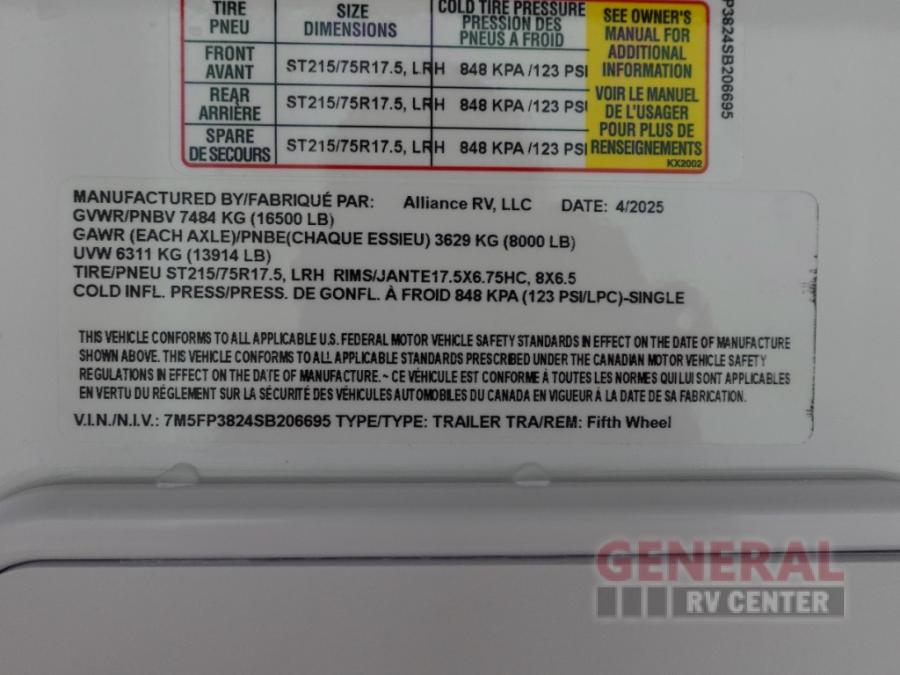 TIRE PNEU SIZE DIMENSIONS COLD TIRE PRESSURE PRESSION DES PNEUS À FROID
FRONT AVANT ST215/75R17.5, LRH 848 KPA /123 PSI
REAR ARRIÈRE ST215/75R17.5, LRH 848 KPA /123 PSI
SPARE DE SECOURS ST215/75R17.5, LRH 848 KPA /123 PSI
SEE OWNER'S
MANUAL FOR
ADDITIONAL
INFORMATION
VOIR LE MANUEL
DE L'USAGER
POUR PLUS DE
RENSEIGNEMENTS
KX2002
P3824SB206695
MANUFACTURED BY/FABRIQUÉ PAR: Alliance RV, LLC DATE: 4/2025
GVWR/PNBV 7484 KG (16500 LB)
GAWR (EACH AXLE)/PNBE(CHAQUE ESSIEU) 3629 KG (8000 LB)
UVW 6311 KG (13914 LB)
TIRE/PNEU ST215/75R17.5, LRH RIMS/JANTE17.5X6.75HC, 8X6.5
COLD INFL. PRESS/PRESS. DE GONFL. À FROID 848 KPA (123 PSI/LPC)-SINGLE
THIS VEHICLE CONFORMS TO ALL APPLICABLE U.S. FEDERAL MOTOR VEHICLE SAFETY STANDARDS IN EFFECT ON THE DATE OF MANUFACTURE
SHOWN ABOVE. THIS VEHICLE CONFORMS TO ALL APPLICABLE STANDARDS PRESCRIBED UNDER THE CANADIAN MOTOR VEHICLE SAFETY
REGULATIONS IN EFFECT ON THE DATE OF MANUFACTURE. ~ CE VÉHICULE EST CONFORME À TOUTES LES NORMES QUI LUI SONT APPLICABLES
EN VERTU DU RÈGLEMENT SUR LA SÉCURITÉ DES VÉHICULES AUTOMOBILES DU CANADA EN VIGUEUR À LA DATE DE SA FABRICATION.
V.I.N./N.I.V.: 7M5FP3824SB206695 TYPE/TYPE: TRAILER TRA/REM: Fifth Wheel
GENERAL
RV CENTER